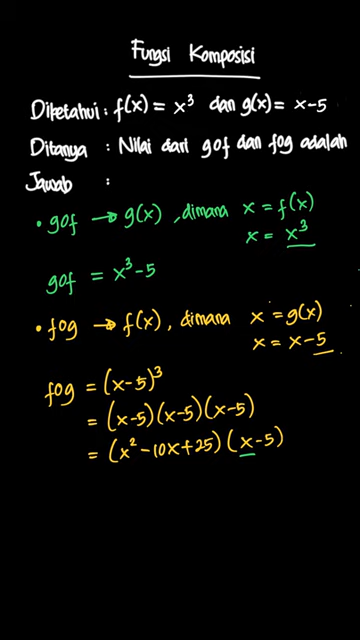 Fungsi Komposisi
Diketahui : f(x) = x³ dan g(x) = x-5
Ditanya : Nilai dari gof dan fog adalah
Jawab :
• gof → g(x), dimana x = f(x)
x = x³
gof = x³ - 5
• fog → f(x), dimana x = g(x)
x = x-5
fog = (x-5)³
= (x-5)(x-5)(x-5)
= (x² - 10x + 25) (x-5)